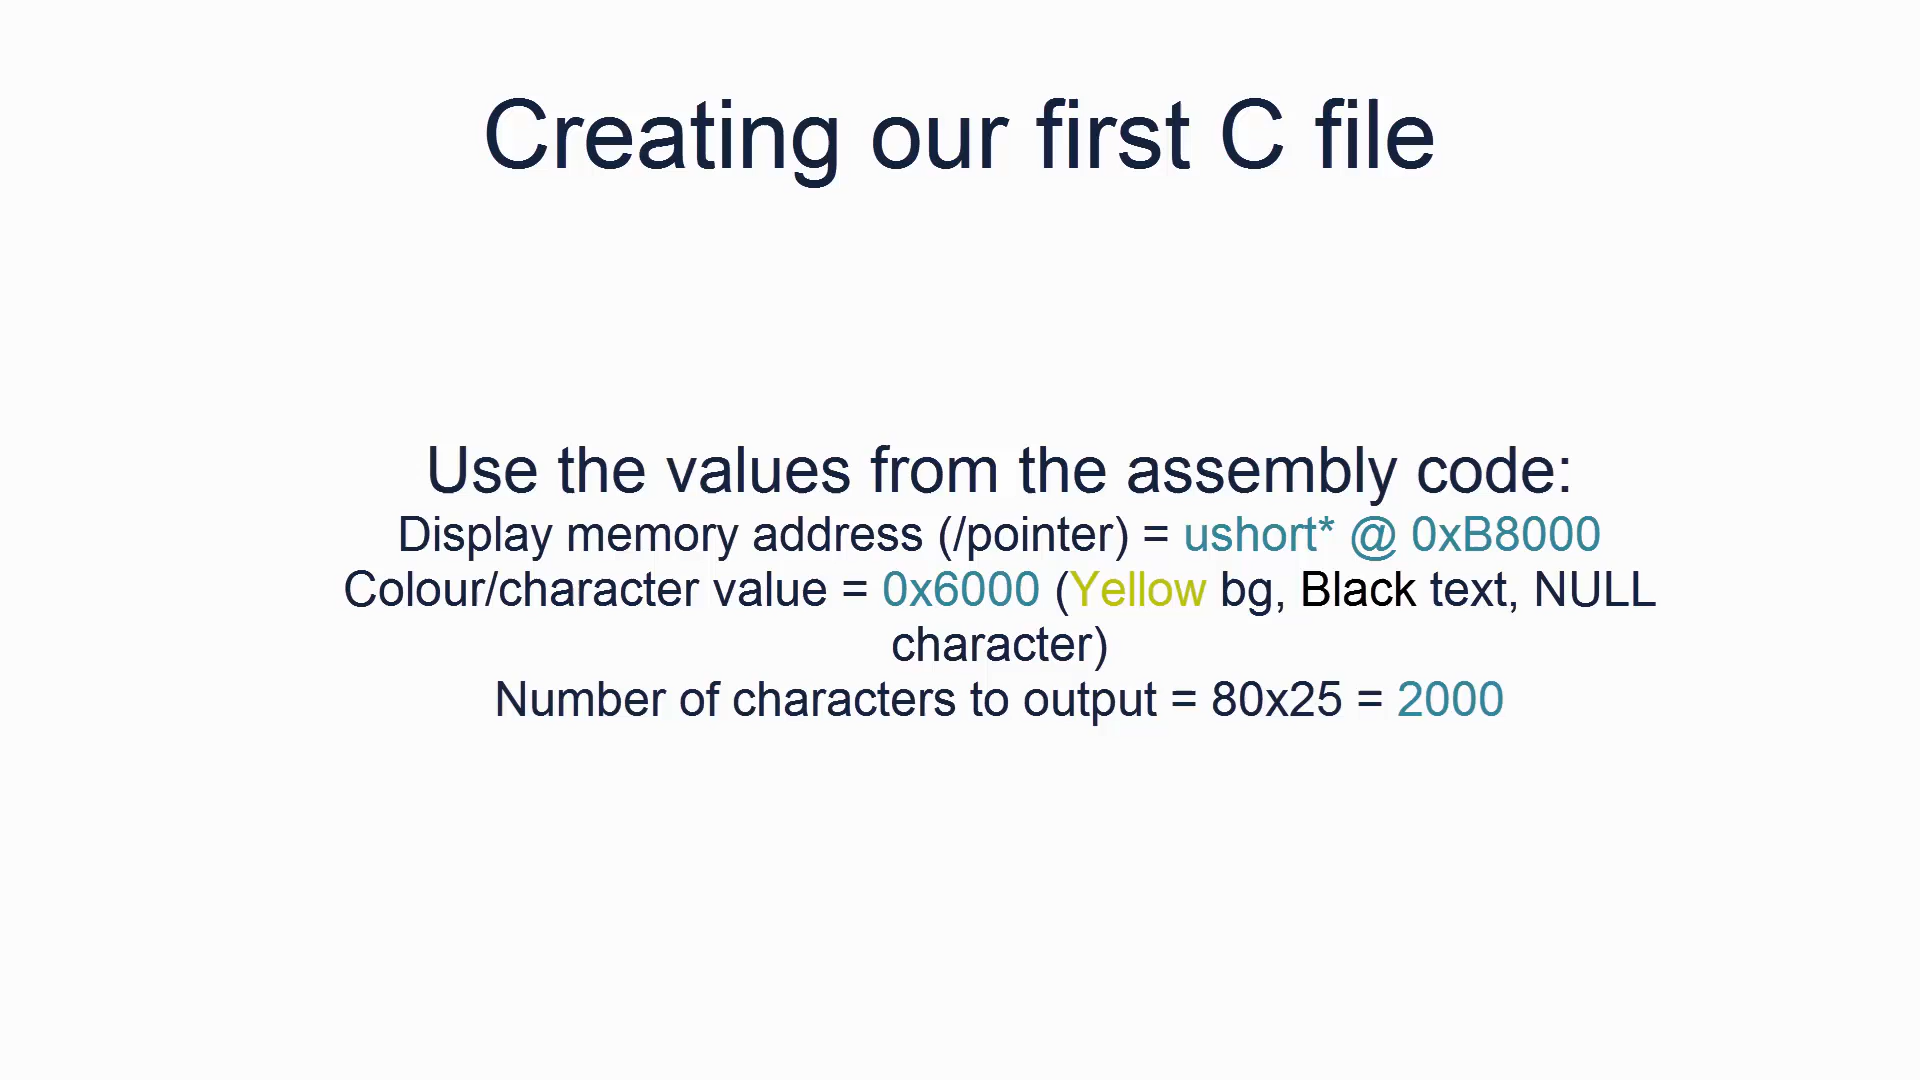 Creating our first C file
Use the values from the assembly code:
Display memory address (/pointer) = ushort* @ 0xB8000
Colour/character value = 0x6000 (Yellow bg, Black text, NULL
character)
Number of characters to output = 80x25 = 2000